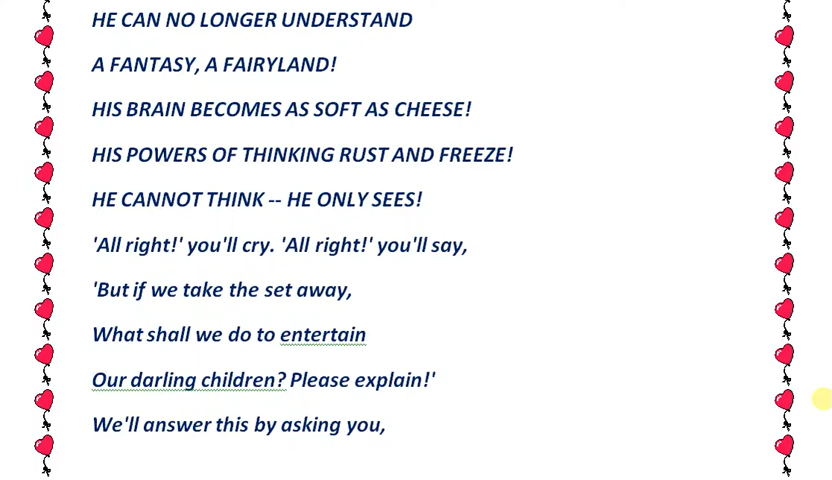 HE CAN NO LONGER UNDERSTAND
A FANTASY, A FAIRYLAND!
HIS BRAIN BECOMES AS SOFT AS CHEESE!
HIS POWERS OF THINKING RUST AND FREEZE!
HE CANNOT THINK -- HE ONLY SEES!
'All right!' you'll cry. 'All right!' you'll say,
'But if we take the set away,
What shall we do to entertain
Our darling children? Please explain!'
We'll answer this by asking you,